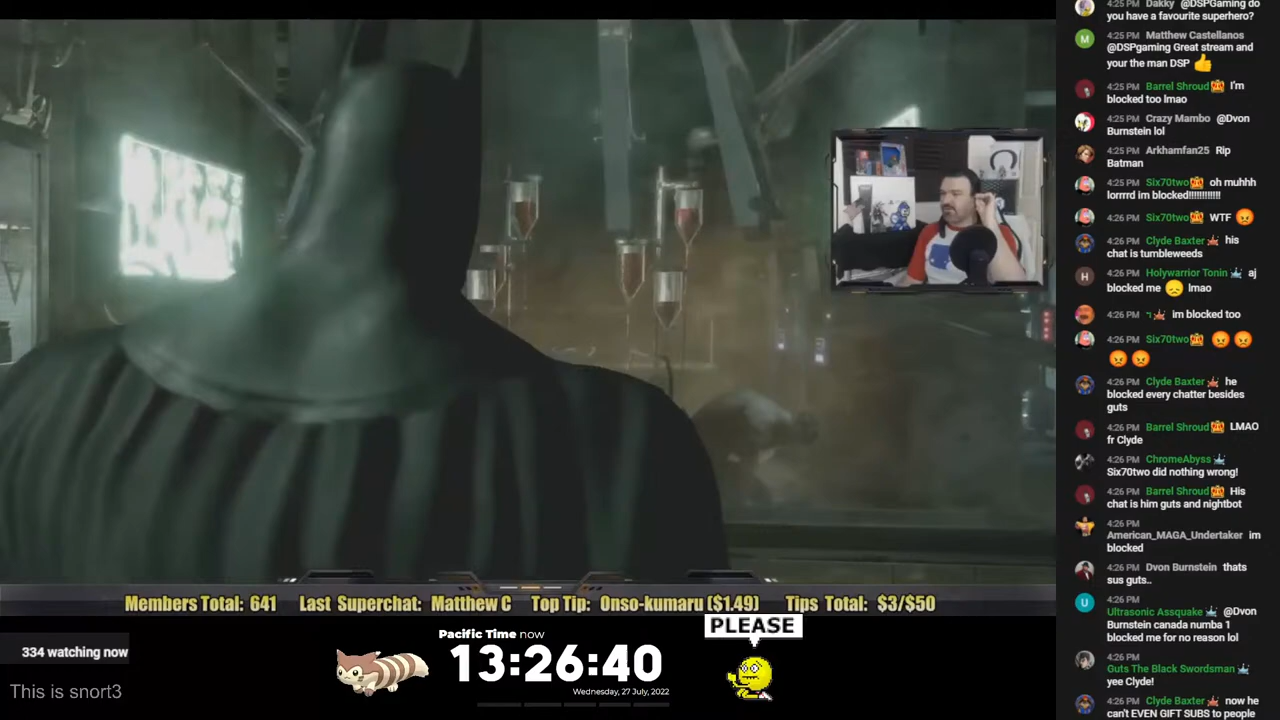 Members Total: 641
Last Superchat: Matthew C
Top Tip: Onso-kumaru ($1.49)
Tips Total: $3/$50
334 watching now
This is snort3
Pacific Time now
13:26:40
Wednesday, 27 July, 2022
PLEASE
4:25 PM Dakky @DSPGaming do
you have a favourite superhero?
M
4:25 PM Matthew Castellanos
@DSPgaming Great stream and
your the man DSP 👍
4:25 PM Barrel Shroud I'm
blocked too lmao
4:25 PM Crazy Mambo @Dvon
Burnstein lol
4:25 PM Arkhamfan25 Rip
Batman
4:25 PM Six70two oh muhhh
lorrrrd im blocked!!!!!!!!!!!!
4:26 PM Six70two WTF 😡
4:26 PM Clyde Baxter his
chat is tumbleweeds
H
4:26 PM Holywarrior Tonin aj
blocked me 😞 lmao
4:26 PM im blocked too
4:26 PM Six70two 😡 😡
😡 😡
4:26 PM Clyde Baxter he
blocked every chatter besides
guts
4:26 PM Barrel Shroud LMAO
fr Clyde
4:26 PM ChromeAbyss
Six70two did nothing wrong!
4:26 PM Barrel Shroud His
chat is him guts and nightbot
4:26 PM
American_MAGA_Undertaker im
blocked
4:26 PM Dvon Burnstein thats
sus guts..
U
4:26 PM
Ultrasonic Assquake @Dvon
Burnstein canada numba 1
blocked me for no reason lol
4:26 PM
Guts The Black Swordsman
yee Clyde!
4:26 PM Clyde Baxter now he
can't EVEN GIFT SUBS to people